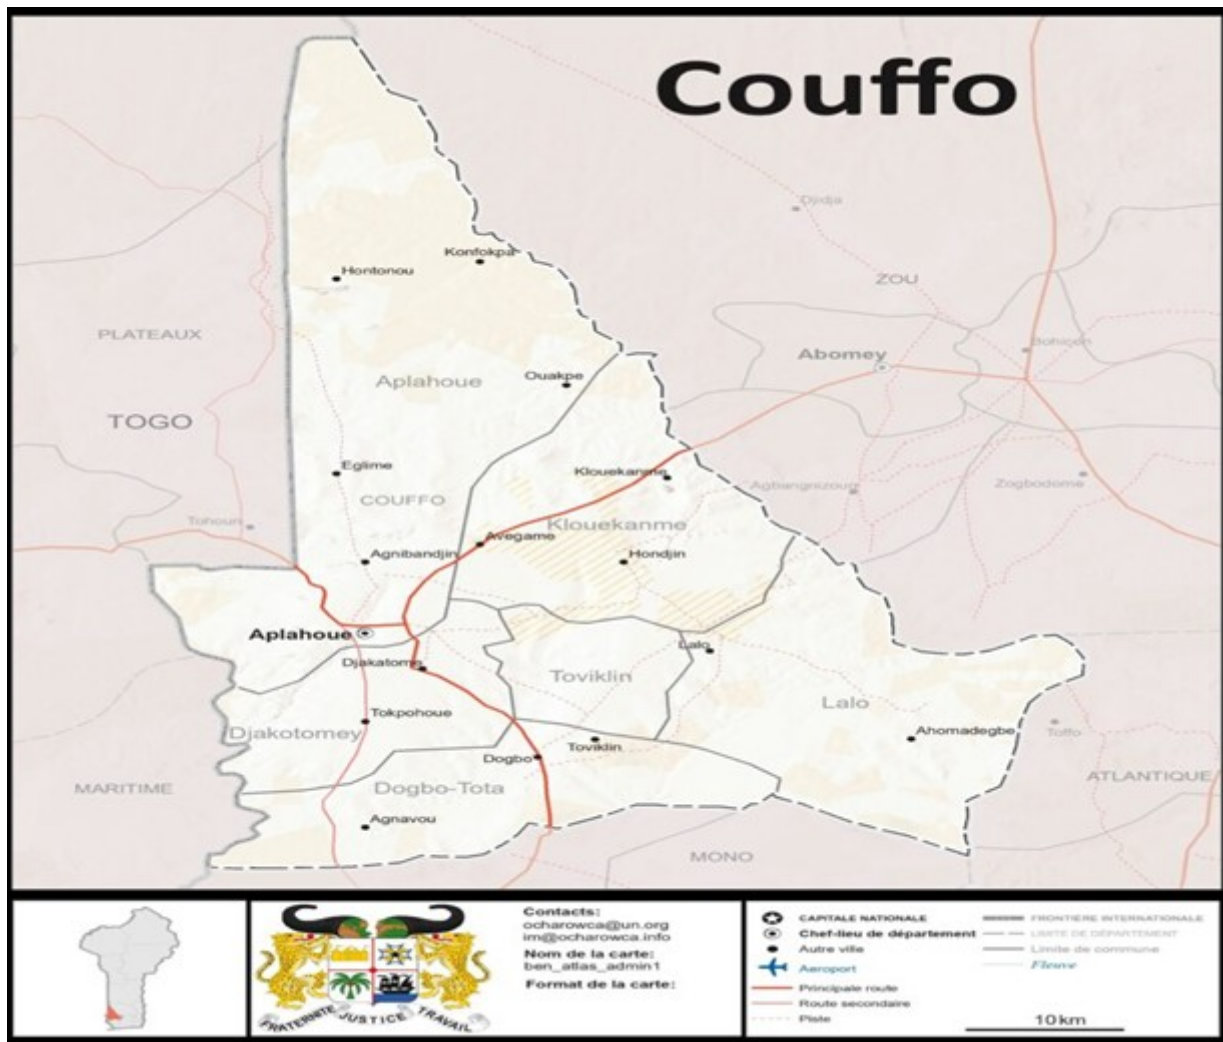 Couffo
Djidja
Konfokpa
Hontonou
ZOU
PLATEAUX
Bohicon
Abomey
Ouakpe
Aplahoue
TOGO
Klouekanme
Eglime
Agbangnizoun
Zogbodome
COUFFO
Tohoun
Klouekanme
Avegame
Agnibandjin
Hondjin
Aplahoue
Lalo
Djakatome
Toviklin
Lalo
Tokpohoue
Djakotomey
Ahomadegbe
Toffo
Toviklin
Dogbo
ATLANTIQUE
MARITIME
Dogbo-Tota
Agnavou
MONO
FRATERNITE JUSTICE TRAVAIL
Contacts:
ocharowca@un.org
im@ocharowca.info
Nom de la carte:
ben_atlas_admin1
Format de la carte:
CAPITALE NATIONALE
Chef-lieu de département
Autre ville
Aeroport
Principale route
Route secondaire
Piste
FRONTIERE INTERNATIONALE
LIMITE DE DÉPARTEMENT
Limite de commune
Fleuve
10 km